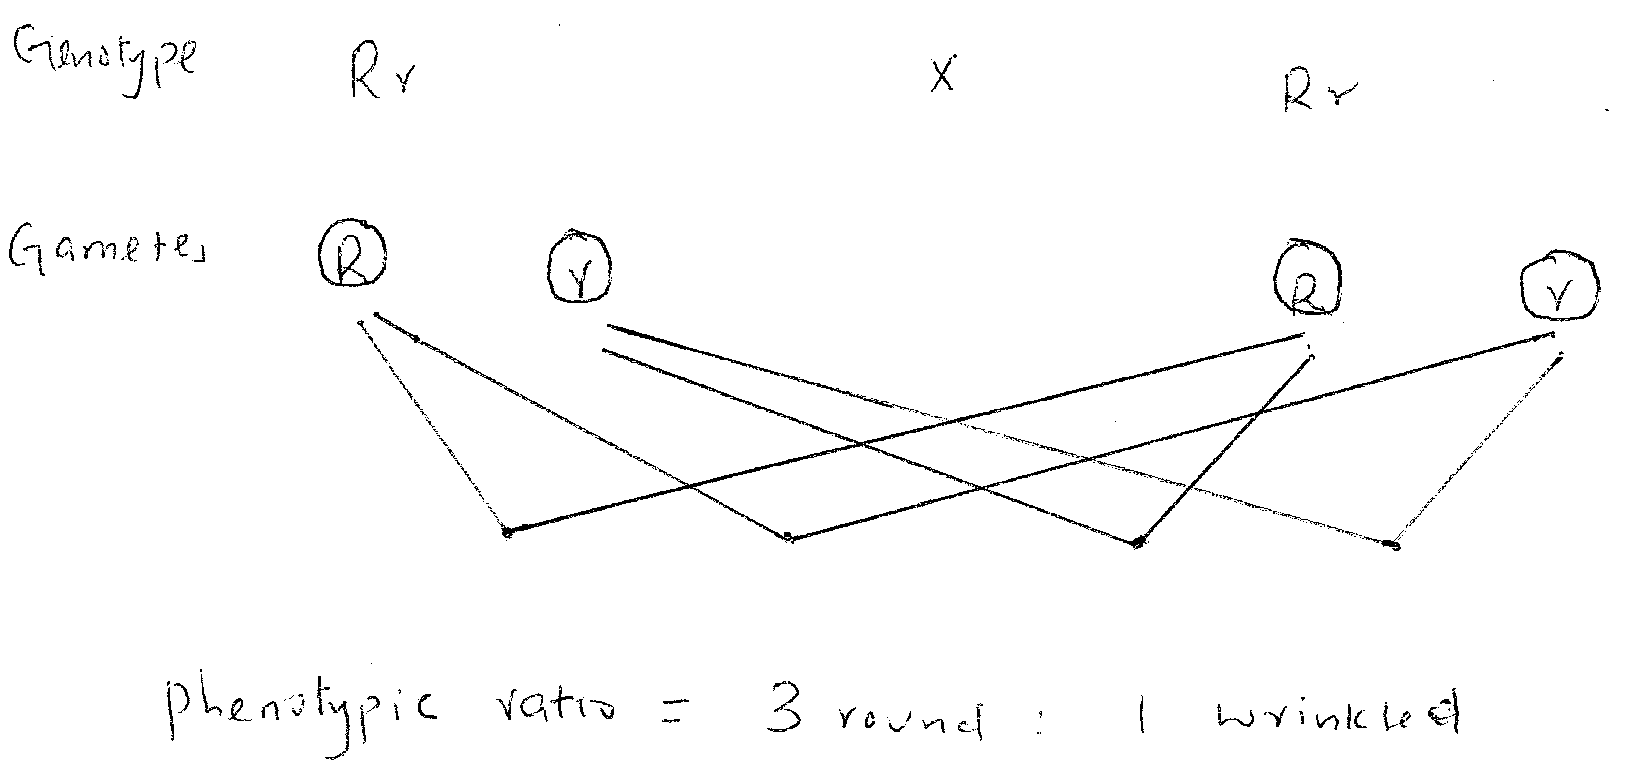 Genotype Rr X Rr
Gametes R r R r
phenotypic ratio = 3 round : 1 wrinkled